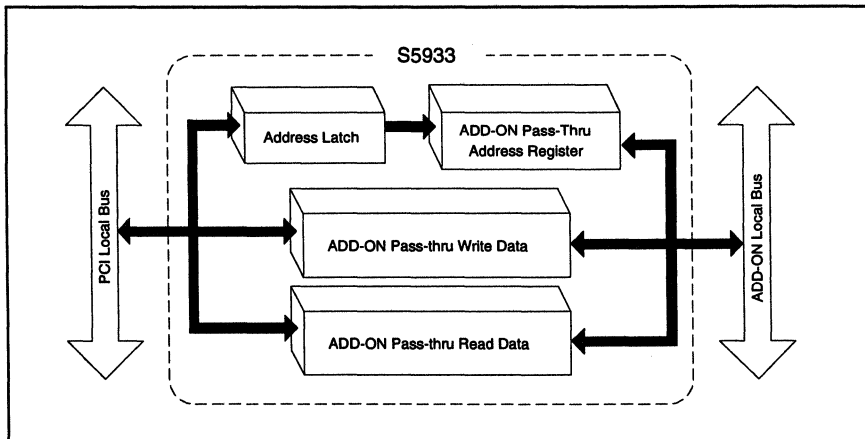 S5933
Address Latch
ADD-ON Pass-Thru
Address Register
PCI Local Bus
ADD-ON Pass-thru Write Data
ADD-ON Local Bus
ADD-ON Pass-thru Read Data